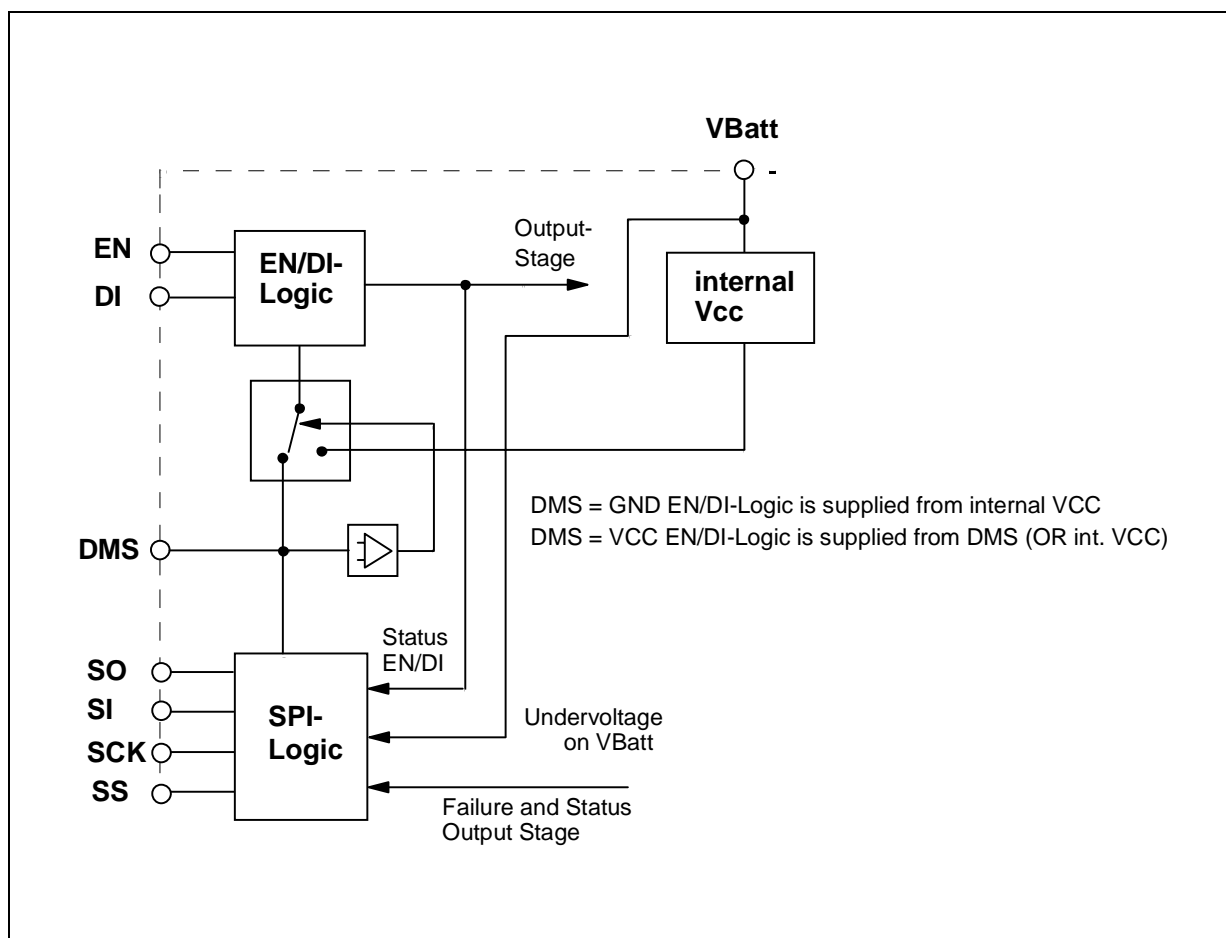 VBatt
-
EN
DI
EN/DI-
Logic
Output-
Stage
internal
Vcc
DMS = GND EN/DI-Logic is supplied from internal VCC
DMS = VCC EN/DI-Logic is supplied from DMS (OR int. VCC)
DMS
SO
SI
SCK
SS
SPI-
Logic
Status
EN/DI
Undervoltage
on VBatt
Failure and Status
Output Stage